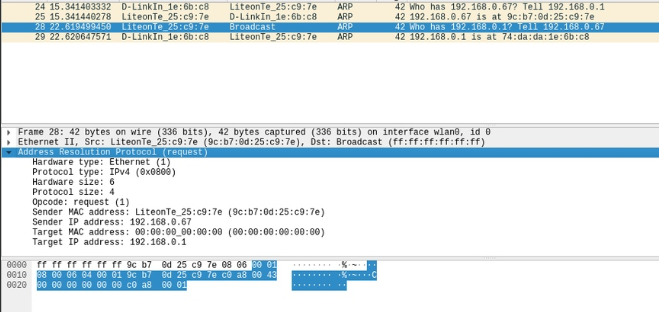 24 15.341403332 D-LinkIn_1e:6b:c8 LiteonTe_25:c9:7e ARP 42 Who has 192.168.0.67? Tell 192.168.0.1
25 15.341440278 LiteonTe_25:c9:7e D-LinkIn_1e:6b:c8 ARP 42 192.168.0.67 is at 9c:b7:0d:25:c9:7e
28 22.619499450 LiteonTe_25:c9:7e Broadcast ARP 42 Who has 192.168.0.1? Tell 192.168.0.67
29 22.620647571 D-LinkIn_1e:6b:c8 LiteonTe_25:c9:7e ARP 42 192.168.0.1 is at 74:da:da:1e:6b:c8
Frame 28: 42 bytes on wire (336 bits), 42 bytes captured (336 bits) on interface wlan0, id 0
Ethernet II, Src: LiteonTe_25:c9:7e (9c:b7:0d:25:c9:7e), Dst: Broadcast (ff:ff:ff:ff:ff:ff)
Address Resolution Protocol (request)
Hardware type: Ethernet (1)
Protocol type: IPv4 (0x0800)
Hardware size: 6
Protocol size: 4
Opcode: request (1)
Sender MAC address: LiteonTe_25:c9:7e (9c:b7:0d:25:c9:7e)
Sender IP address: 192.168.0.67
Target MAC address: 00:00:00_00:00:00 (00:00:00:00:00:00)
Target IP address: 192.168.0.1
0000 ff ff ff ff ff ff 9c b7 0d 25 c9 7e 08 06 00 01 ········ ·%·~····
0010 08 00 06 04 00 01 9c b7 0d 25 c9 7e c0 a8 00 43 ········ ·%·~···C
0020 00 00 00 00 00 00 c0 a8 00 01 ········ ··